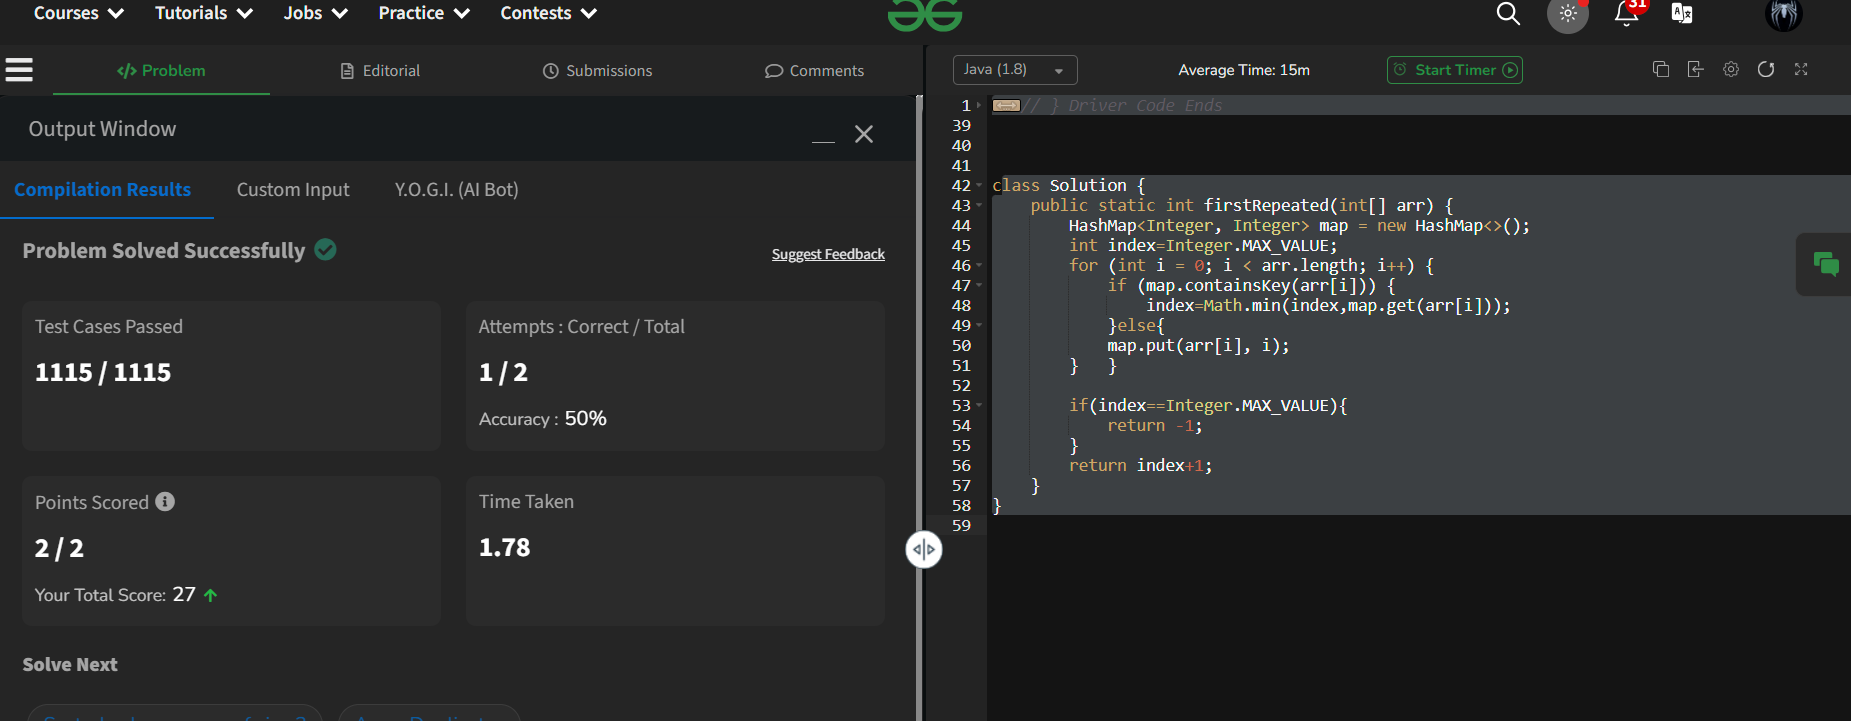 Courses Tutorials Jobs Practice Contests
31
</> Problem Editorial Submissions Comments
Java (1.8) Average Time: 15m Start Timer
Output Window
Compilation Results Custom Input Y.O.G.I. (AI Bot)
Problem Solved Successfully Suggest Feedback
Test Cases Passed
1115 / 1115
Attempts : Correct / Total
1 / 2
Accuracy : 50%
Points Scored
2 / 2
Your Total Score: 27
Time Taken
1.78
Solve Next
1 // } Driver Code Ends
39
40
41
42 class Solution {
43 public static int firstRepeated(int[] arr) {
44 HashMap<Integer, Integer> map = new HashMap<>();
45 int index=Integer.MAX_VALUE;
46 for (int i = 0; i < arr.length; i++) {
47 if (map.containsKey(arr[i])) {
48 index=Math.min(index,map.get(arr[i]));
49 }else{
50 map.put(arr[i], i);
51 } }
52
53 if(index==Integer.MAX_VALUE){
54 return -1;
55 }
56 return index+1;
57 }
58 }
59